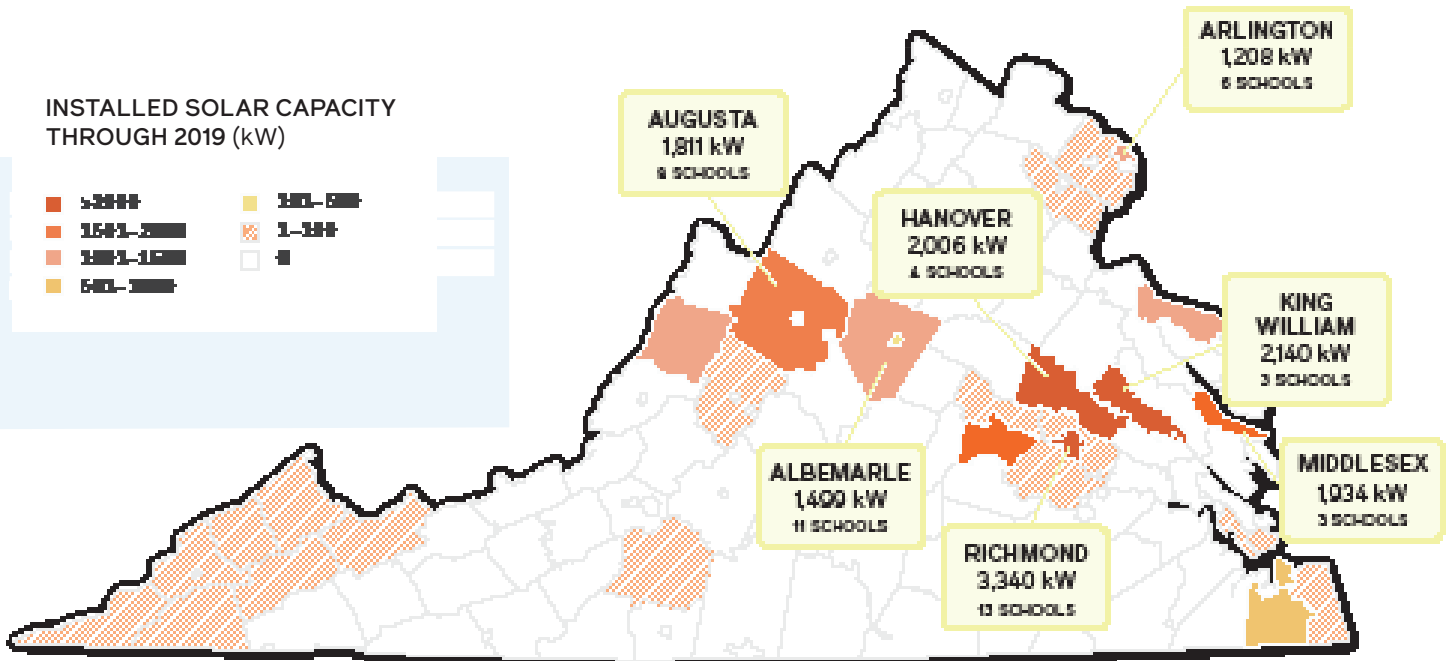 INSTALLED SOLAR CAPACITY
THROUGH 2019 (kW)
ARLINGTON
1,208 kW
SCHOOLS
AUGUSTA
1,811 kW
SCHOOLS
HANOVER
2,006 kW
4 SCHOOLS
KING
WILLIAM
2,140 kW
3 SCHOOLS
ALBEMARLE
1,499 kW
11 SCHOOLS
MIDDLESEX
1,934 kW
3 SCHOOLS
RICHMOND
3,340 kW
13 SCHOOLS